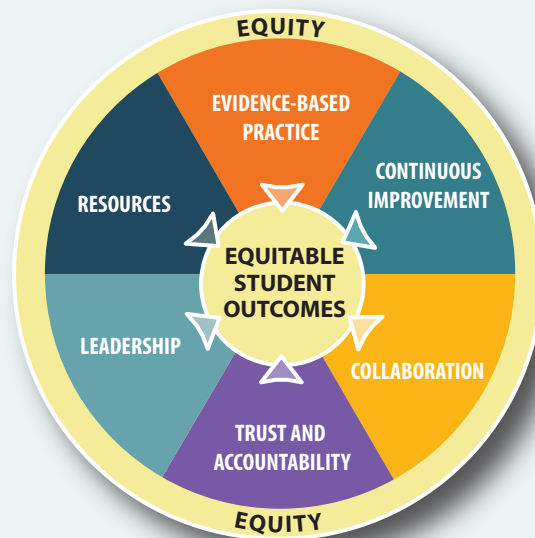 EQUITY
EVIDENCE-BASED
PRACTICE
CONTINUOUS
IMPROVEMENT
RESOURCES
EQUITABLE
STUDENT
OUTCOMES
LEADERSHIP
COLLABORATION
TRUST AND
ACCOUNTABILITY
EQUITY